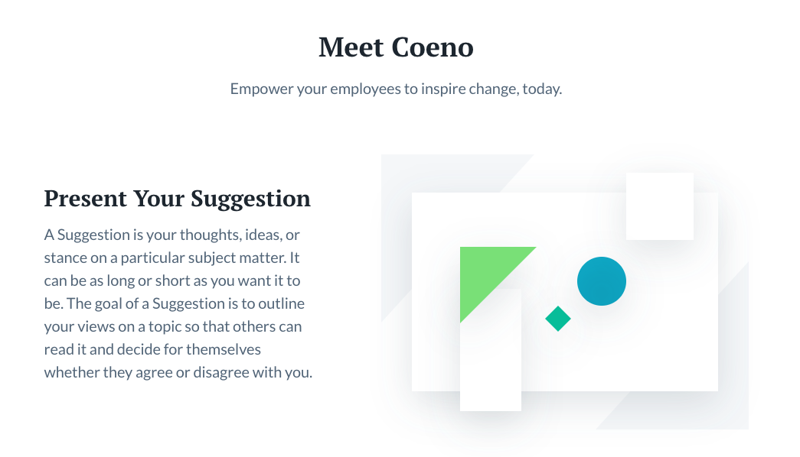 Meet Coeno
Empower your employees to inspire change, today.
Present Your Suggestion
A Suggestion is your thoughts, ideas, or
stance on a particular subject matter. It
can be as long or short as you want it to
be. The goal of a Suggestion is to outline
your views on a topic so that others can
read it and decide for themselves
whether they agree or disagree with you.